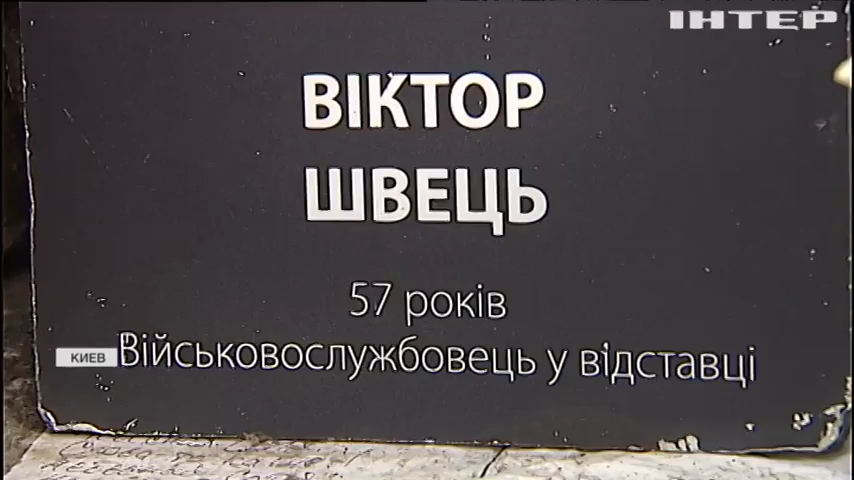 ІНТЕР
ВІКТОР
ШВЕЦЬ
57 років
КИЕВ
Військовослужбовець у відставці